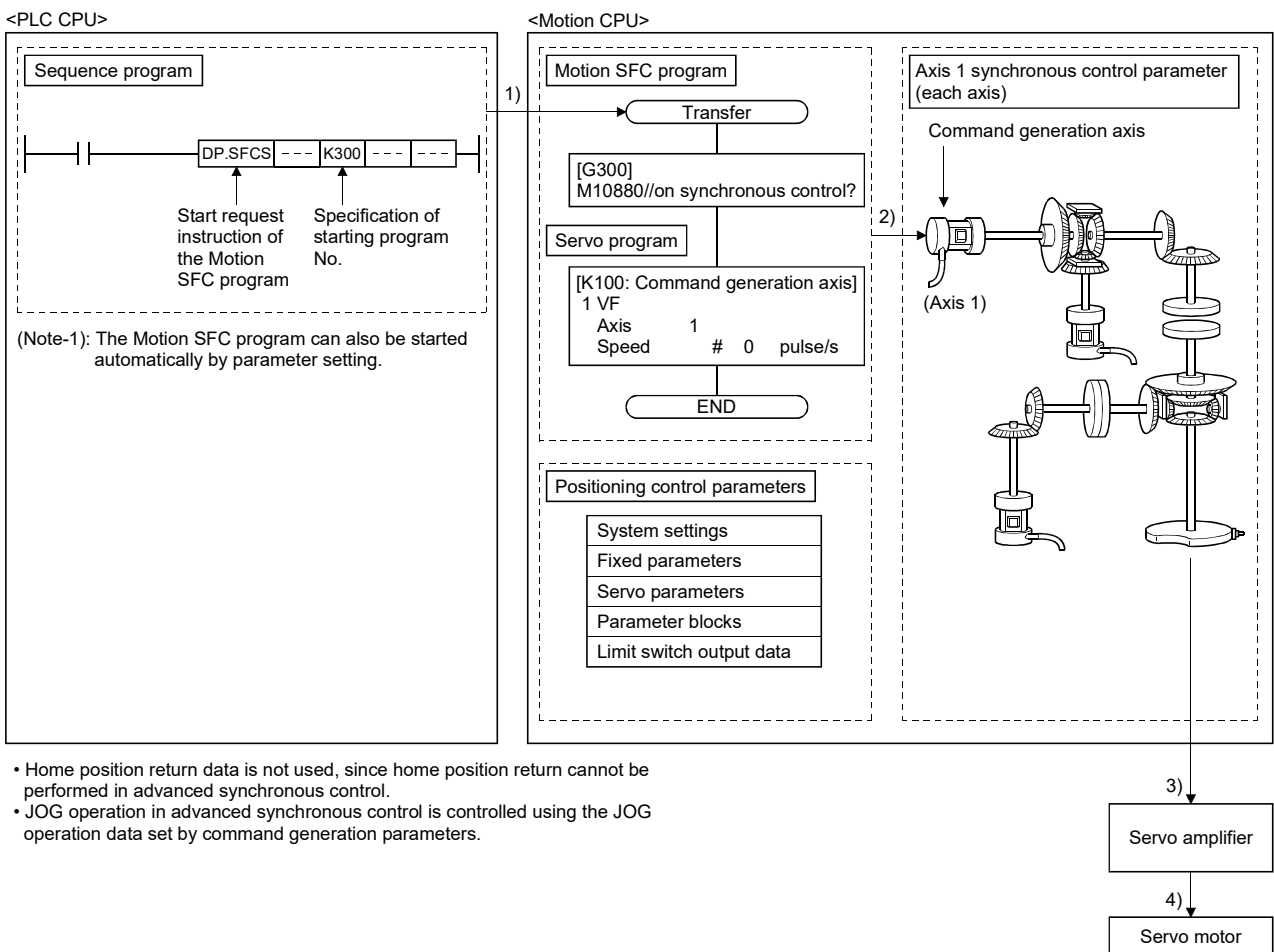 <PLC CPU>
Sequence program
DP.SFCS --- K300 --- ---
Start request
instruction of
the Motion
SFC program
Specification of
starting program
No.
(Note-1): The Motion SFC program can also be started
automatically by parameter setting.
1)
<Motion CPU>
Motion SFC program
Transfer
[G300]
M10880//on synchronous control?
Servo program
[K100: Command generation axis]
1 VF
Axis 1
Speed # 0 pulse/s
END
2)
Positioning control parameters
System settings
Fixed parameters
Servo parameters
Parameter blocks
Limit switch output data
Axis 1 synchronous control parameter
(each axis)
Command generation axis
(Axis 1)
• Home position return data is not used, since home position return cannot be
performed in advanced synchronous control.
• JOG operation in advanced synchronous control is controlled using the JOG
operation data set by command generation parameters.
3)
Servo amplifier
4)
Servo motor